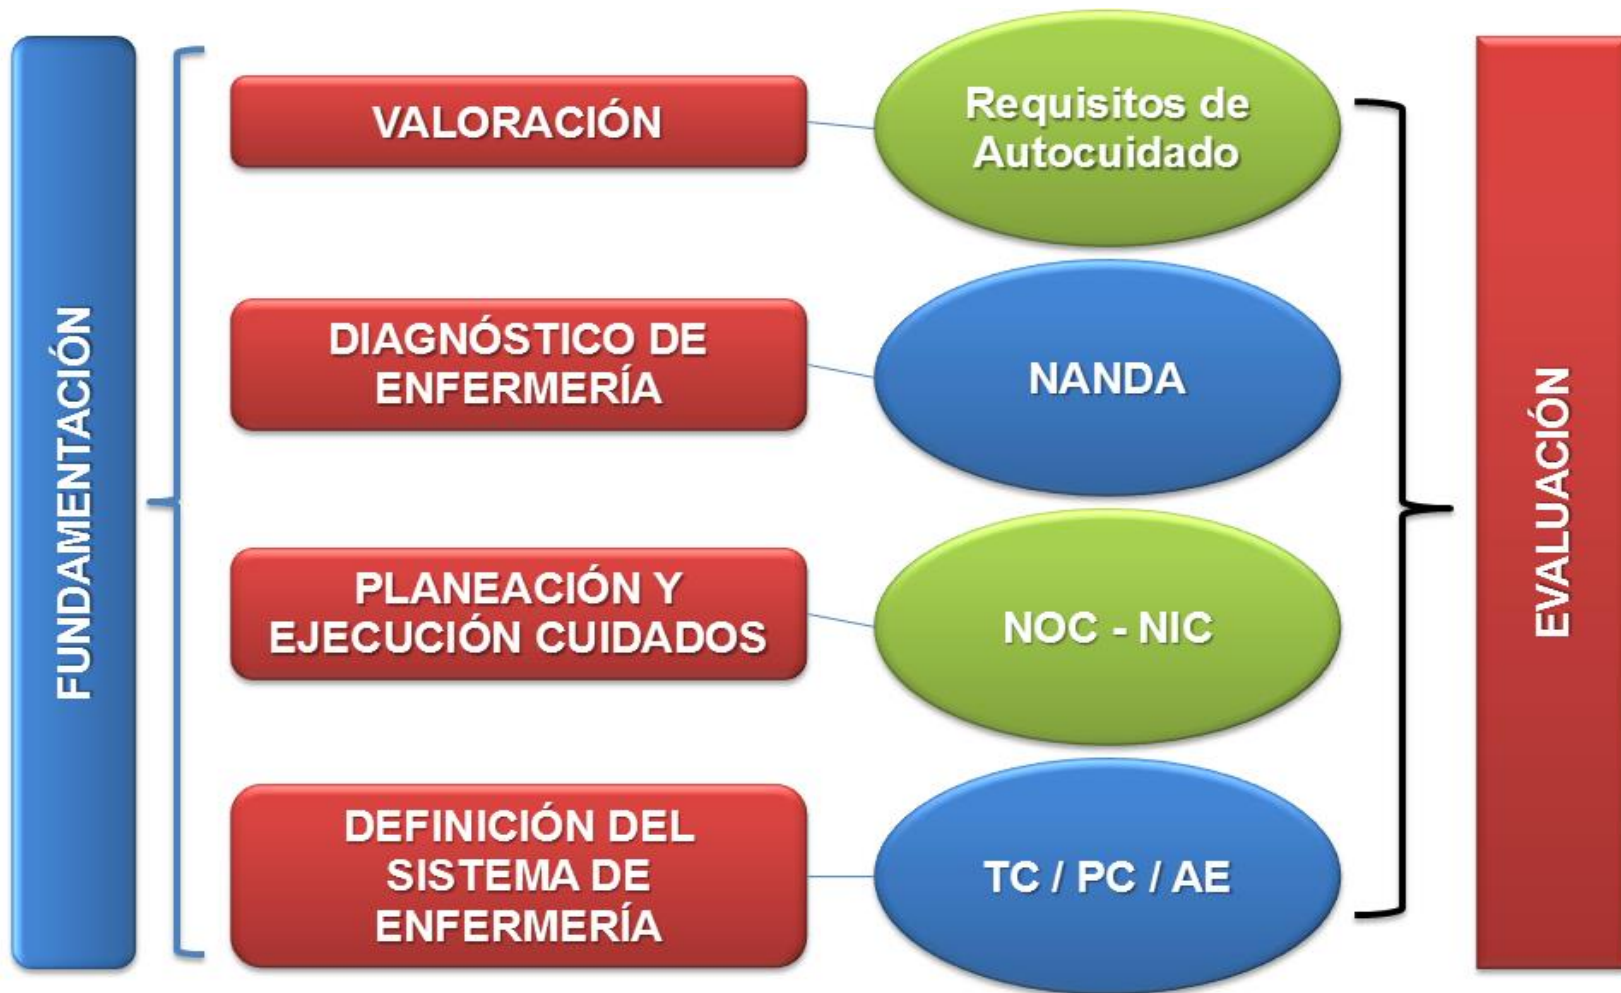 FUNDAMENTACIÓN
VALORACIÓN
Requisitos de
Autocuidado
DIAGNÓSTICO DE
ENFERMERÍA
NANDA
PLANEACIÓN Y
EJECUCIÓN CUIDADOS
NOC - NIC
DEFINICIÓN DEL
SISTEMA DE
ENFERMERÍA
TC / PC / AE
EVALUACIÓN